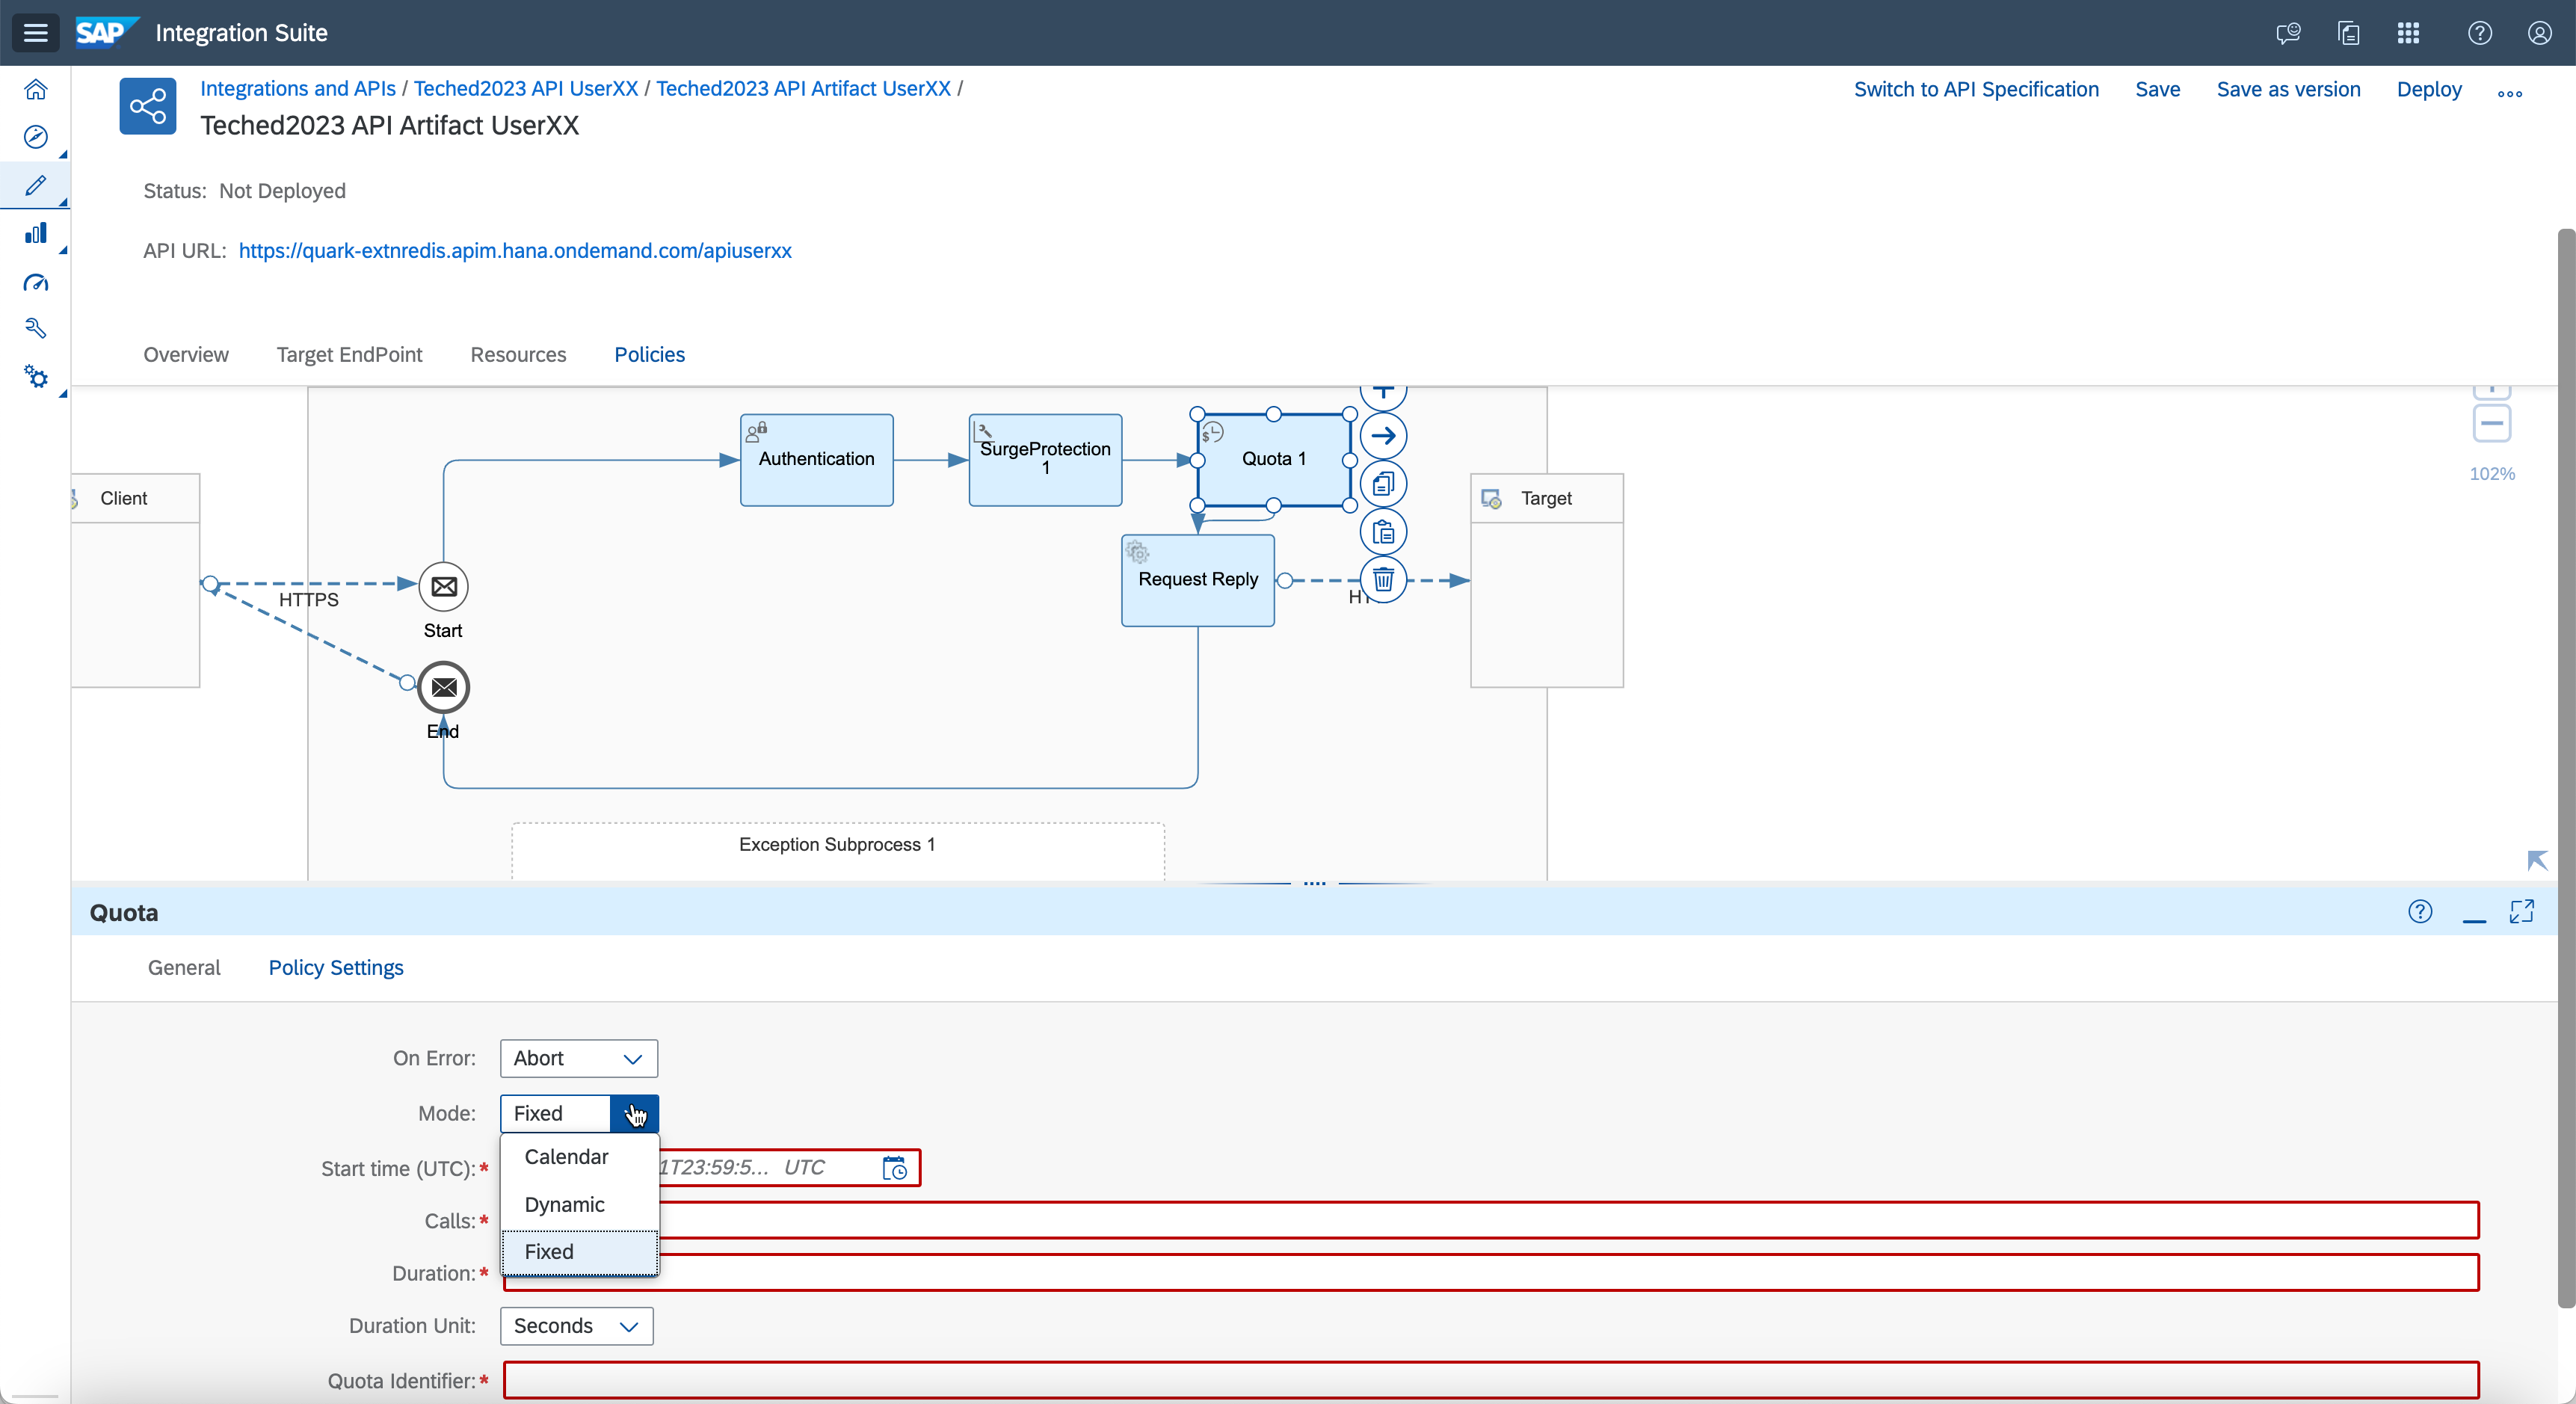 SAP Integration Suite
Integrations and APIs / Teched2023 API UserXX / Teched2023 API Artifact UserXX /
Switch to API Specification Save Save as version Deploy
Teched2023 API Artifact UserXX
Status: Not Deployed
API URL: https://quark-extnredis.apim.hana.ondemand.com/apiuserxx
Overview Target EndPoint Resources Policies
Authentication
SurgeProtection
1
Quota 1
102%
Client
Target
Request Reply
HTTPS
Start
End
Exception Subprocess 1
Quota
General Policy Settings
On Error: Abort
Mode: Fixed
Calendar
Start time (UTC):* 1T23:59:5... UTC
Dynamic
Calls:*
Fixed
Duration:*
Duration Unit: Seconds
Quota Identifier:*